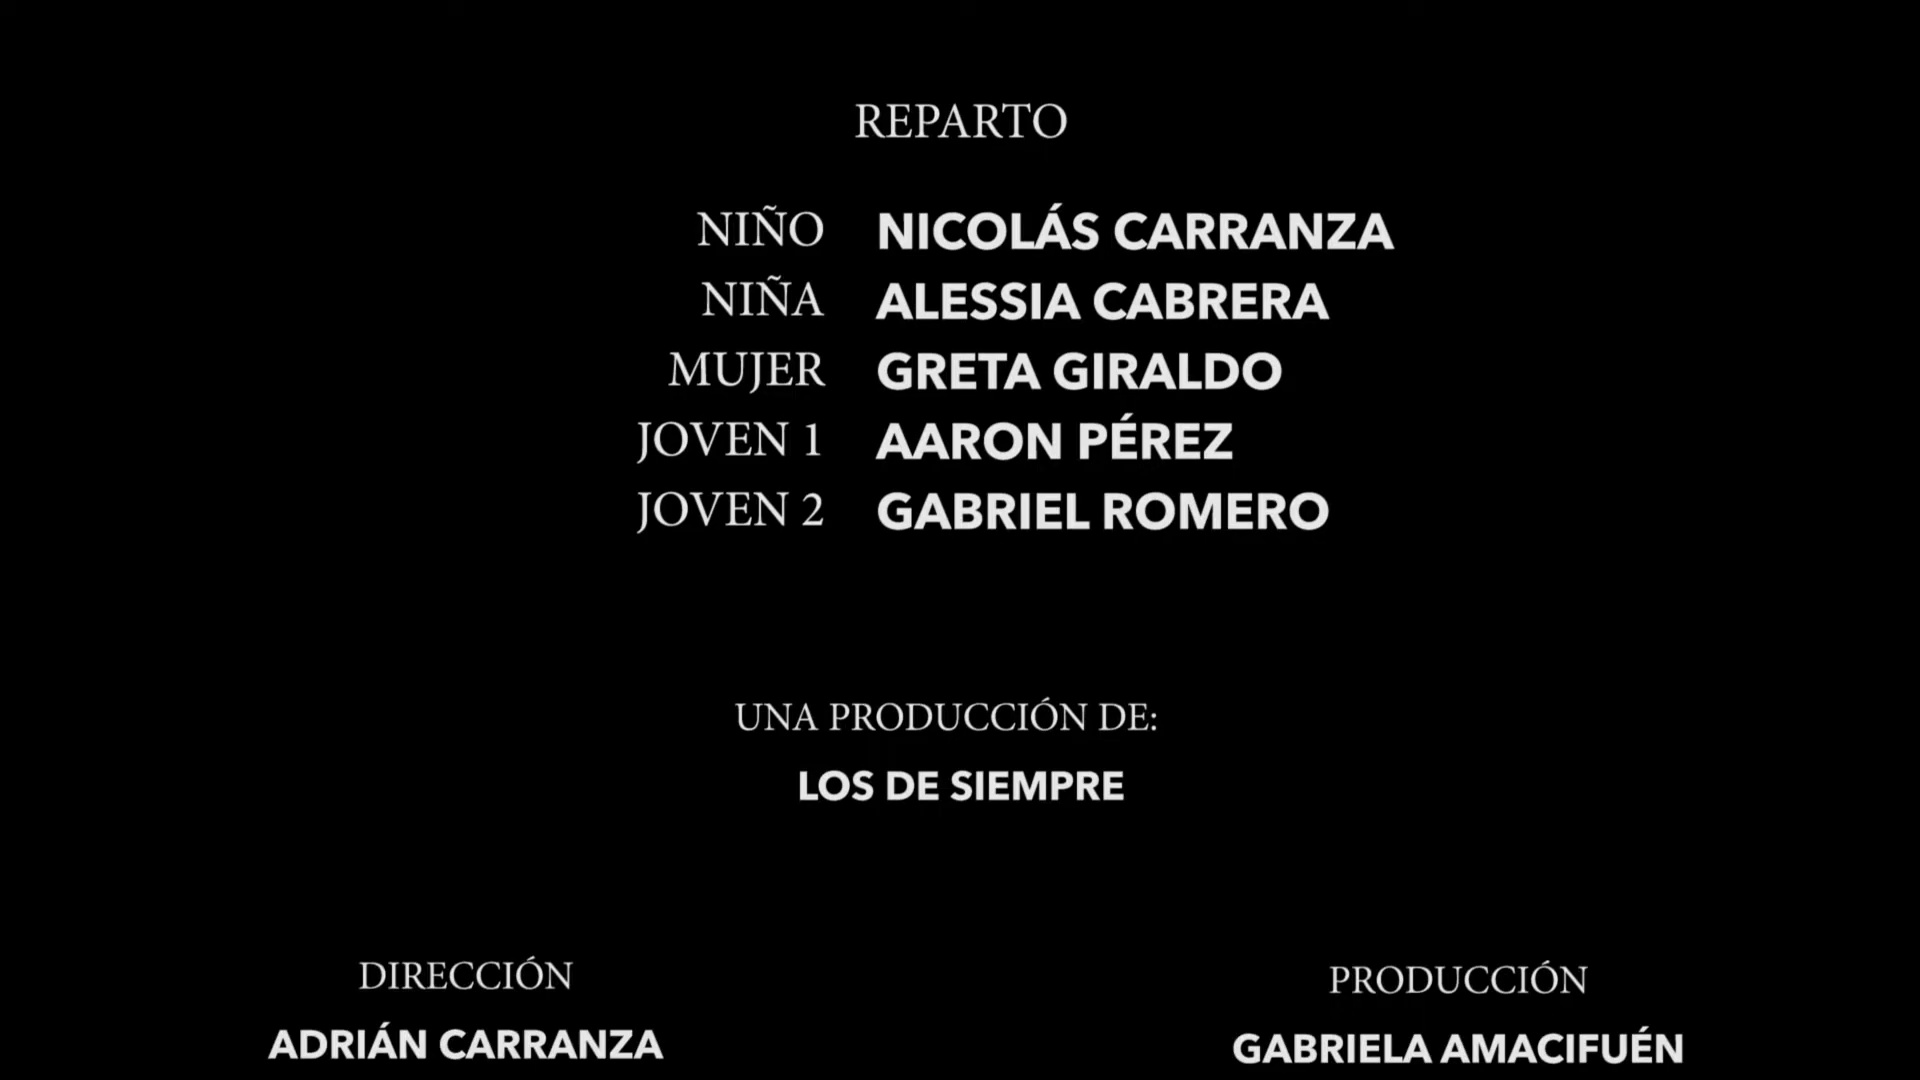 REPARTO
NIÑO NICOLÁS CARRANZA
NIÑA ALESSIA CABRERA
MUJER GRETA GIRALDO
JOVEN 1 AARON PÉREZ
JOVEN 2 GABRIEL ROMERO
UNA PRODUCCIÓN DE:
LOS DE SIEMPRE
DIRECCIÓN
ADRIÁN CARRANZA
PRODUCCIÓN
GABRIELA AMACIFUÉN